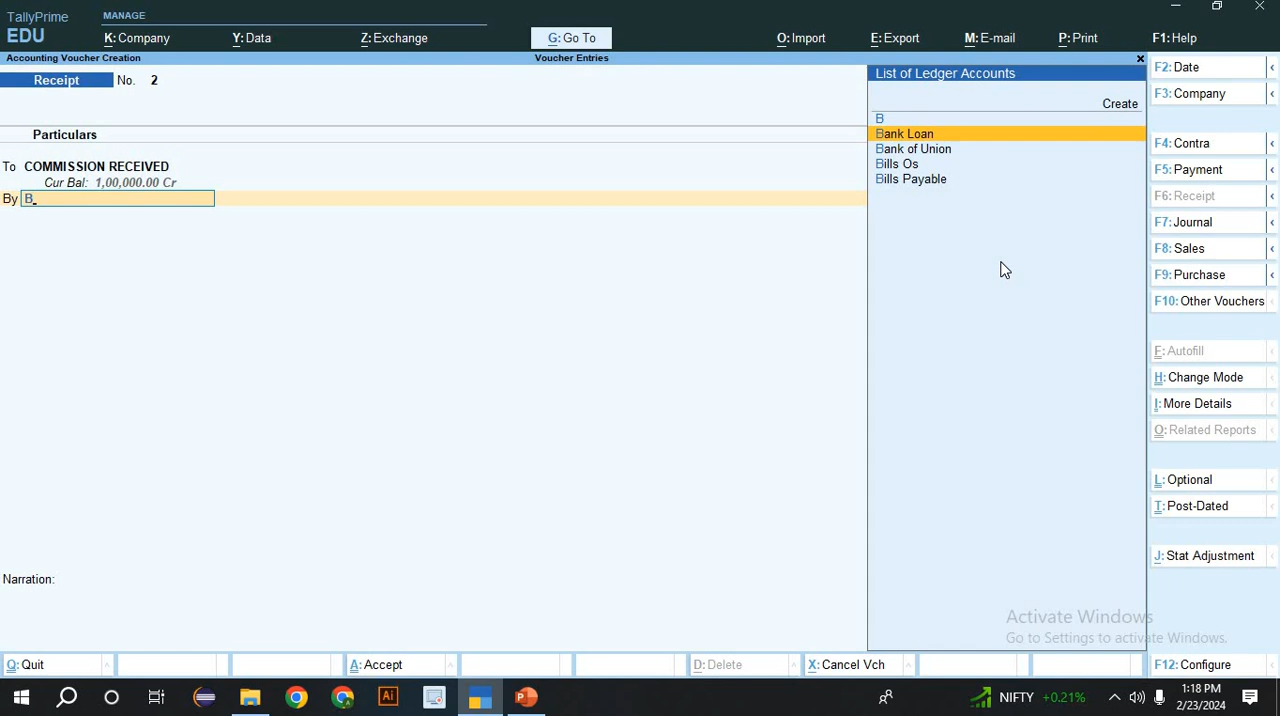 TallyPrime
EDU
MANAGE
K: Company
Y: Data
Z: Exchange
G: Go To
O: Import
E: Export
M: E-mail
P: Print
F1: Help
Accounting Voucher Creation
Voucher Entries
Receipt No. 2
Particulars
To COMMISSION RECEIVED
Cur Bal: 1,00,000.00 Cr
By B
Narration:
List of Ledger Accounts
Create
B
Bank Loan
Bank of Union
Bills Os
Bills Payable
F2: Date
F3: Company
F4: Contra
F5: Payment
F6: Receipt
F7: Journal
F8: Sales
F9: Purchase
F10: Other Vouchers
F: Autofill
H: Change Mode
I: More Details
O: Related Reports
L: Optional
T: Post-Dated
J: Stat Adjustment
Activate Windows
Go to Settings to activate Windows.
Q: Quit
A: Accept
D: Delete
X: Cancel Vch
F12: Configure
Ai
NIFTY +0.21%
1:18 PM
2/23/2024